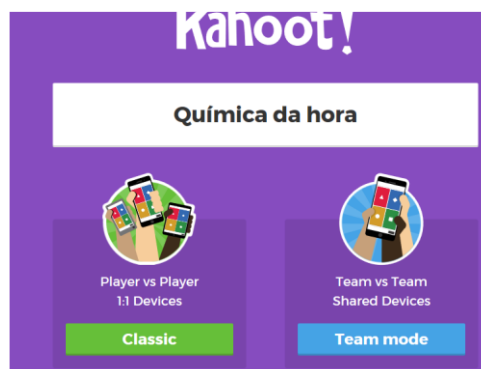 Kahoot!
Química da hora
Player vs Player
1:1 Devices
Classic
Team vs Team
Shared Devices
Team mode